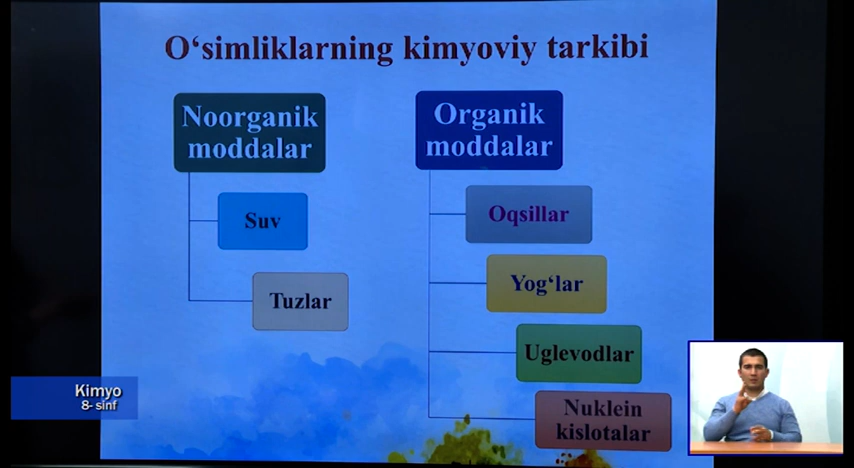 O‘simliklarning kimyoviy tarkibi
Noorganik
moddalar
Suv
Tuzlar
Organik
moddalar
Oqsillar
Yog‘lar
Uglevodlar
Nuklein
kislotalar
Kimyo
8- sinf